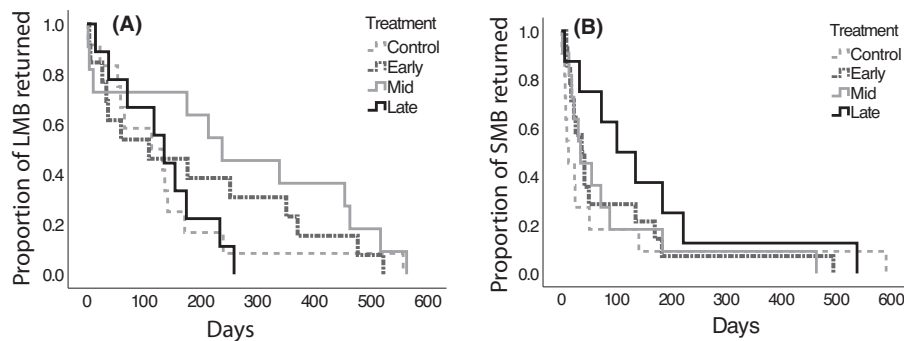 (A)
Treatment
Control
Early
Mid
Late
Proportion of LMB returned
1.0
0.8
0.6
0.4
0.2
0.0
0 100 200 300 400 500 600
Days
(B)
Treatment
Control
Early
Mid
Late
Proportion of SMB returned
1.0
0.8
0.6
0.4
0.2
0.0
0 100 200 300 400 500 600
Days